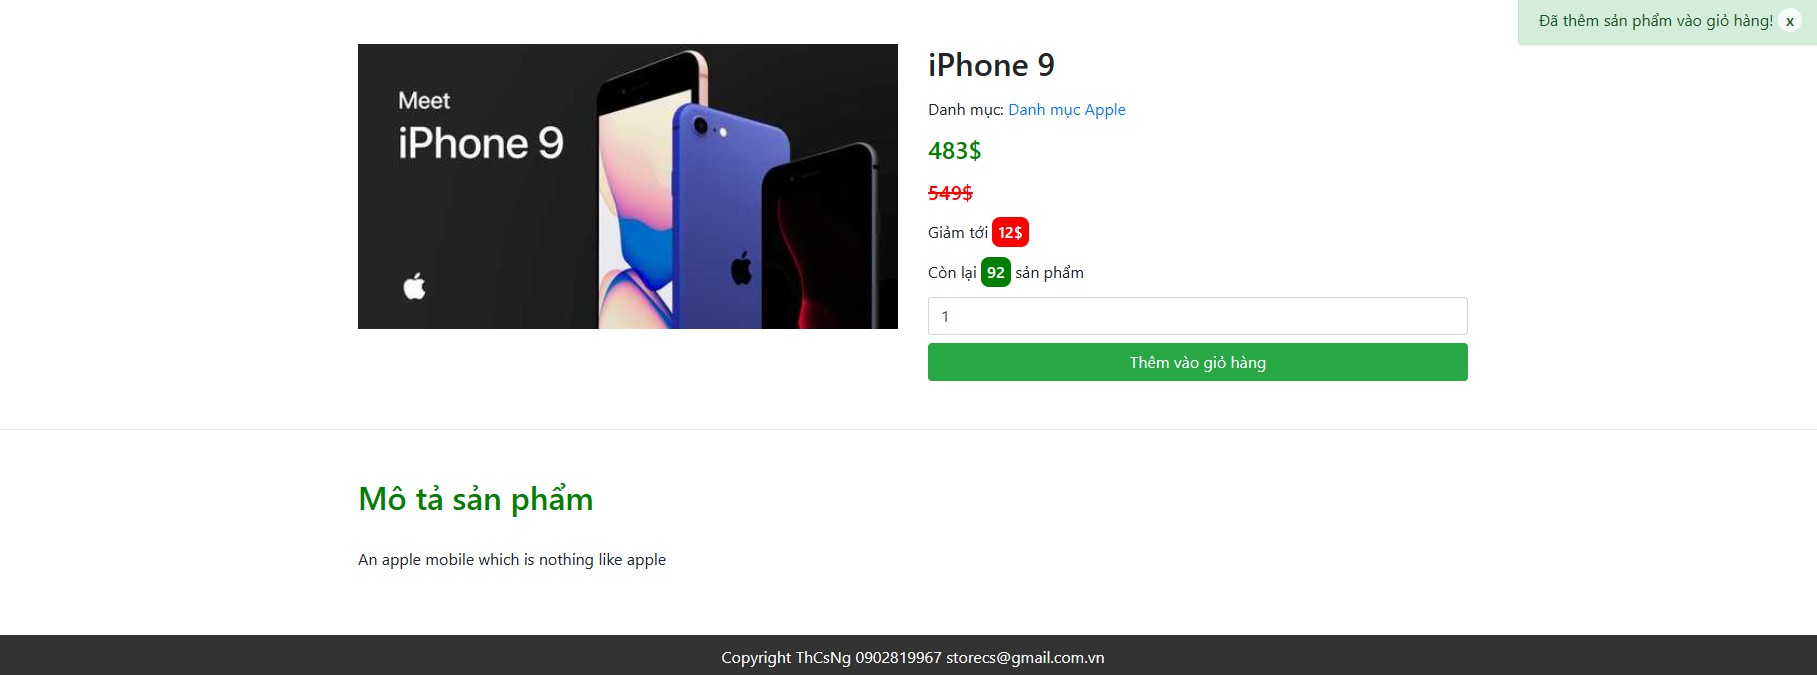 Đã thêm sản phẩm vào giỏ hàng! x
Meet
iPhone 9
iPhone 9
Danh mục: Danh mục Apple
483$
549$
Giảm tới 12$
Còn lại 92 sản phẩm
1
Thêm vào giỏ hàng
Mô tả sản phẩm
An apple mobile which is nothing like apple
Copyright ThCsNg 0902819967 storecs@gmail.com.vn